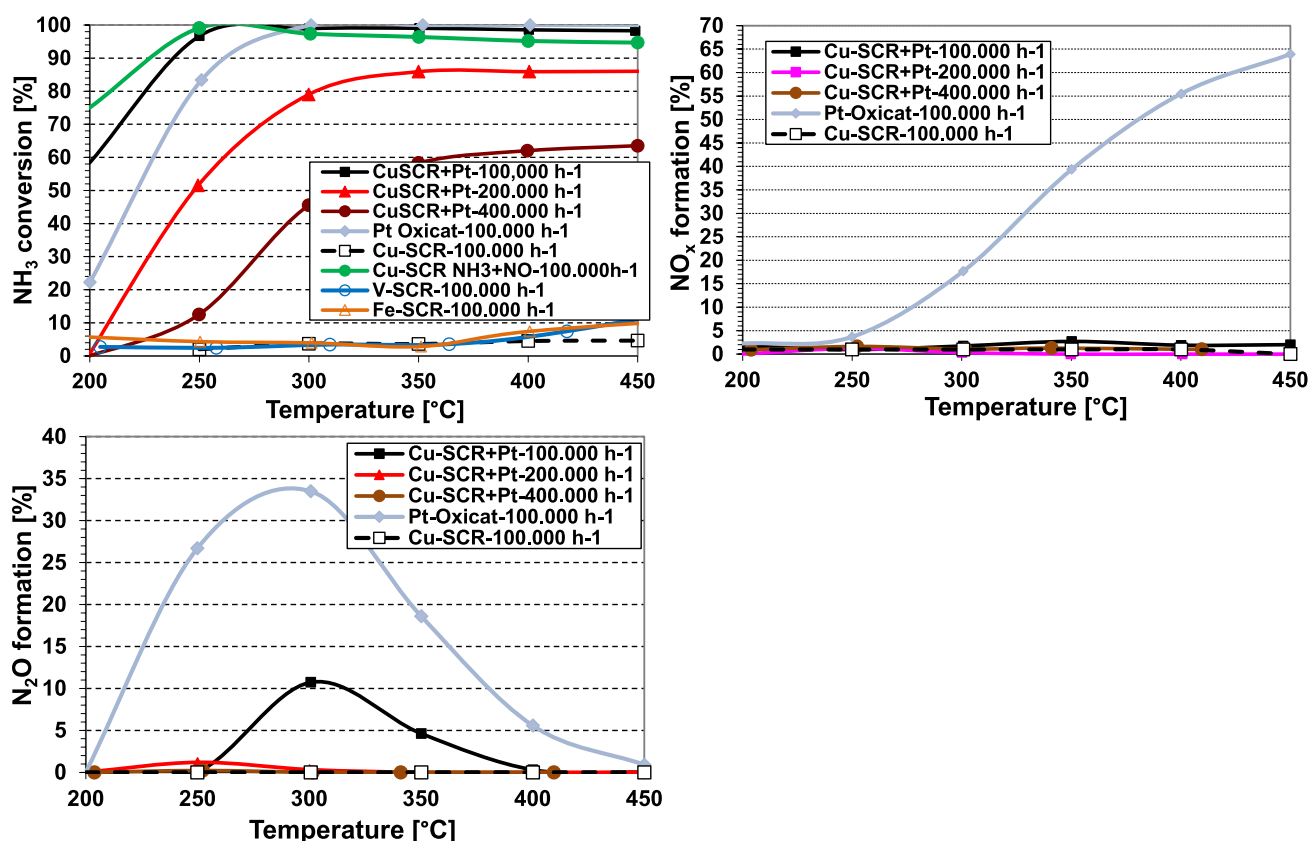 NH3 conversion [%]
100
90
80
70
60
50
40
30
20
10
0
CuSCR+Pt-100,000 h-1
CuSCR+Pt-200.000 h-1
CuSCR+Pt-400.000 h-1
Pt Oxicat-100.000 h-1
Cu-SCR-100.000 h-1
Cu-SCR NH3+NO-100.000h-1
V-SCR-100.000 h-1
Fe-SCR-100.000 h-1
200 250 300 350 400 450
Temperature [°C]
NOx formation [%]
70
65
60
55
50
45
40
35
30
25
20
15
10
5
0
Cu-SCR+Pt-100.000 h-1
Cu-SCR+Pt-200.000 h-1
Cu-SCR+Pt-400.000 h-1
Pt-Oxicat-100.000 h-1
Cu-SCR-100.000 h-1
200 250 300 350 400 450
Temperature [°C]
N2O formation [%]
40
35
30
25
20
15
10
5
0
Cu-SCR+Pt-100.000 h-1
Cu-SCR+Pt-200.000 h-1
Cu-SCR+Pt-400.000 h-1
Pt-Oxicat-100.000 h-1
Cu-SCR-100.000 h-1
200 250 300 350 400 450
Temperature [°C]